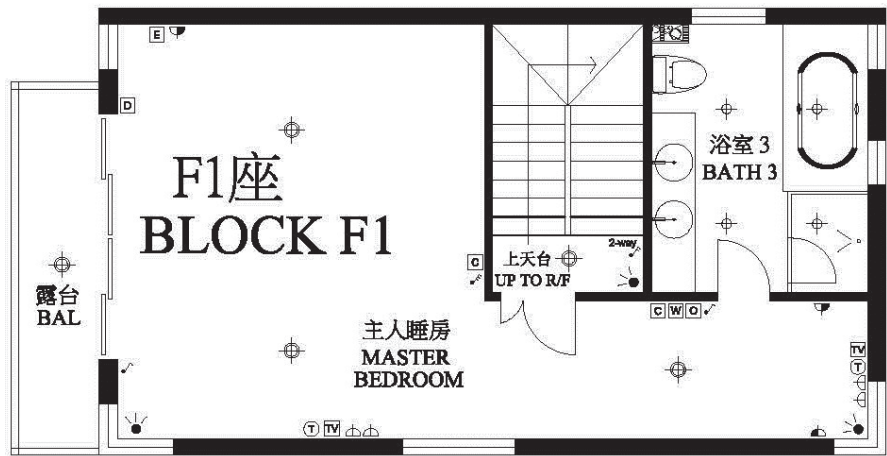 E
D
F1座
BLOCK F1
浴室 3
BATH 3
2-way
C
上天台
UP TO R/F
露台
BAL
C W O
主人睡房
MASTER
BEDROOM
TV
T
T TV